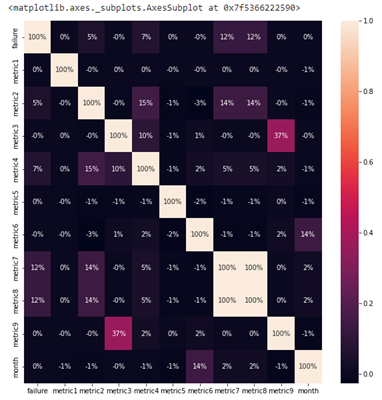 <matplotlib.axes._subplots.AxesSubplot at 0x7f5366222590>
failure 100% 0% 5% -0% 7% 0% -0% 12% 12% 0% 0%
metric1 0% 100% -0% 0% 0% -0% -0% 0% 0% -0% -1%
metric2 5% -0% 100% -0% 15% -1% -3% 14% 14% -0% -1%
metric3 -0% 0% -0% 100% 10% -1% 1% -0% -0% 37% -0%
metric4 7% 0% 15% 10% 100% -1% 2% 5% 5% 2% -1%
metric5 0% -0% -1% -1% -1% 100% -2% -1% -1% 0% -1%
metric6 -0% -0% -3% 1% 2% -2% 100% -1% -1% 2% 14%
metric7 12% 0% 14% -0% 5% -1% -1% 100% 100% 0% 2%
metric8 12% 0% 14% -0% 5% -1% -1% 100% 100% 0% 2%
metric9 0% -0% -0% 37% 2% 0% 2% 0% 0% 100% -1%
month 0% -1% -1% -0% -1% -1% 14% 2% 2% -1% 100%
failure metric1 metric2 metric3 metric4 metric5 metric6 metric7 metric8 metric9 month
1.0
0.8
0.6
0.4
0.2
0.0